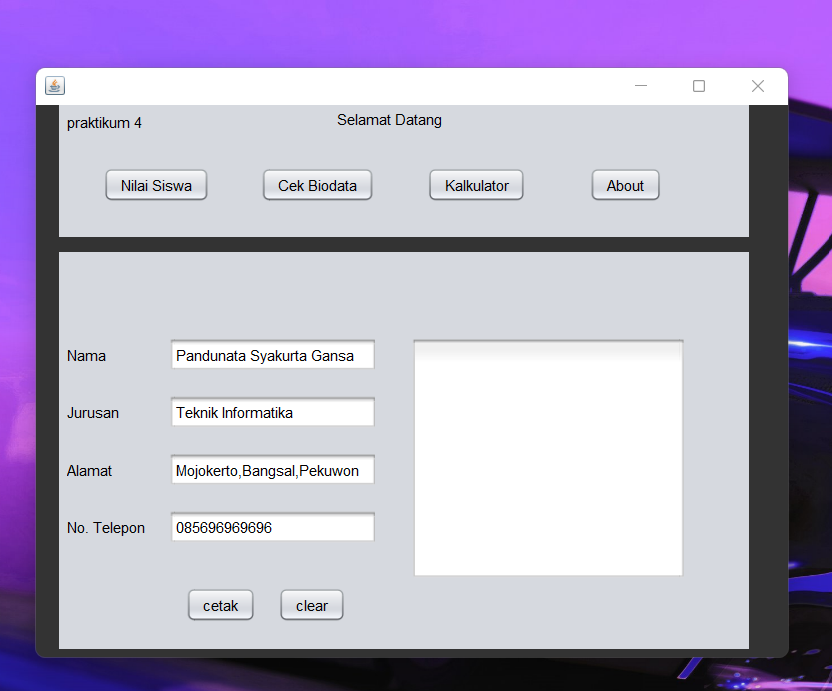 praktikum 4
Selamat Datang
Nilai Siswa
Cek Biodata
Kalkulator
About
Nama
Pandunata Syakurta Gansa
Jurusan
Teknik Informatika
Alamat
Mojokerto,Bangsal,Pekuwon
No. Telepon
085696969696
cetak
clear